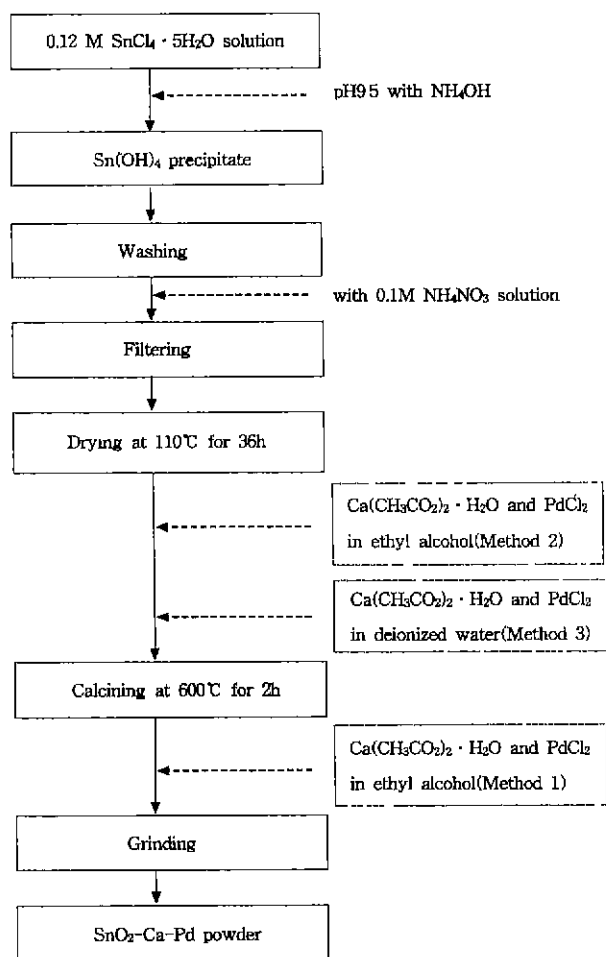 0.12 M SnCl₄ · 5H₂O solution
pH9 5 with NH₄OH
Sn(OH)₄ precipitate
Washing
with 0.1M NH₄NO₃ solution
Filtering
Drying at 110℃ for 36h
Ca(CH₃CO₂)₂ · H₂O and PdCl₂
in ethyl alcohol(Method 2)
Ca(CH₃CO₂)₂ · H₂O and PdCl₂
in deionized water(Method 3)
Calcining at 600℃ for 2h
Ca(CH₃CO₂)₂ · H₂O and PdCl₂
in ethyl alcohol(Method 1)
Grinding
SnO₂-Ca-Pd powder